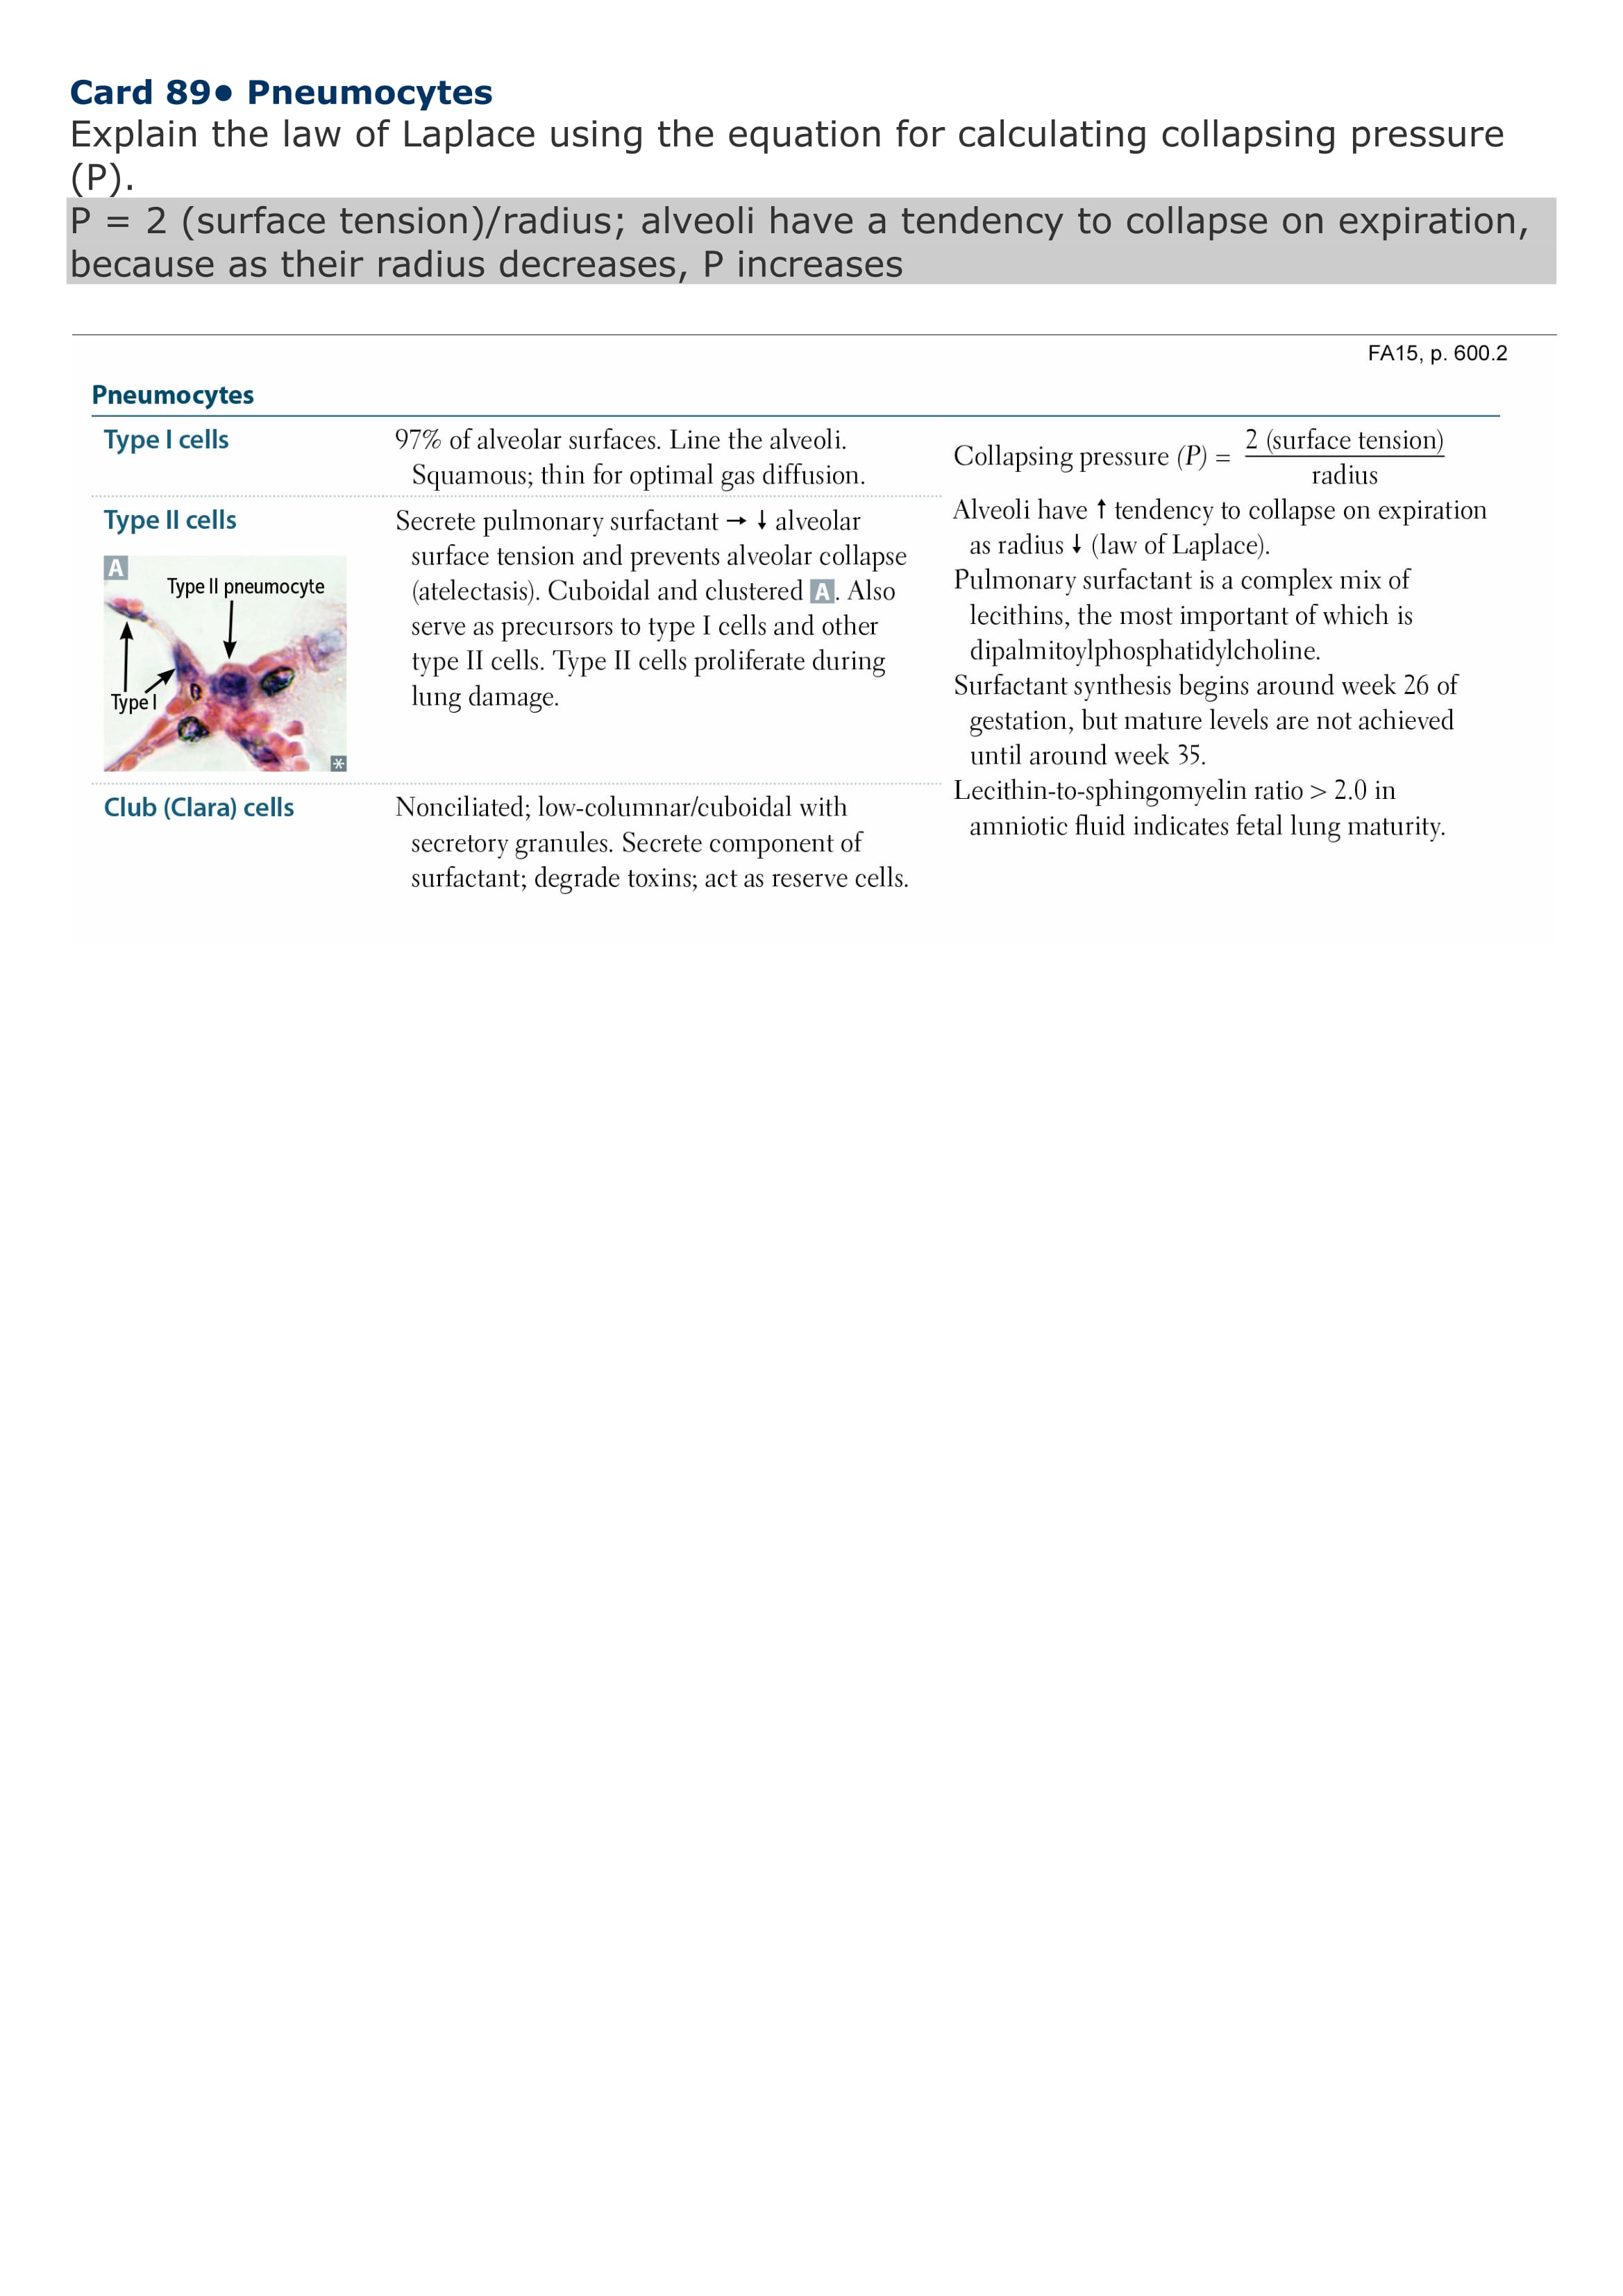 Card 89● Pneumocytes
Explain the law of Laplace using the equation for calculating collapsing pressure
(P).
P = 2 (surface tension)/radius; alveoli have a tendency to collapse on expiration,
because as their radius decreases, P increases
FA15, p. 600.2
Pneumocytes
Type I cells
97% of alveolar surfaces. Line the alveoli.
Squamous; thin for optimal gas diffusion.
Type II cells
Secrete pulmonary surfactant → ↓ alveolar
surface tension and prevents alveolar collapse
(atelectasis). Cuboidal and clustered A. Also
serve as precursors to type I cells and other
type II cells. Type II cells proliferate during
lung damage.
A
Type II pneumocyte
Type I
*
Club (Clara) cells
Nonciliated; low-columnar/cuboidal with
secretory granules. Secrete component of
surfactant; degrade toxins; act as reserve cells.
Collapsing pressure (P) = 2 (surface tension)
radius
Alveoli have ↑ tendency to collapse on expiration
as radius ↓ (law of Laplace).
Pulmonary surfactant is a complex mix of
lecithins, the most important of which is
dipalmitoylphosphatidylcholine.
Surfactant synthesis begins around week 26 of
gestation, but mature levels are not achieved
until around week 35.
Lecithin-to-sphingomyelin ratio > 2.0 in
amniotic fluid indicates fetal lung maturity.